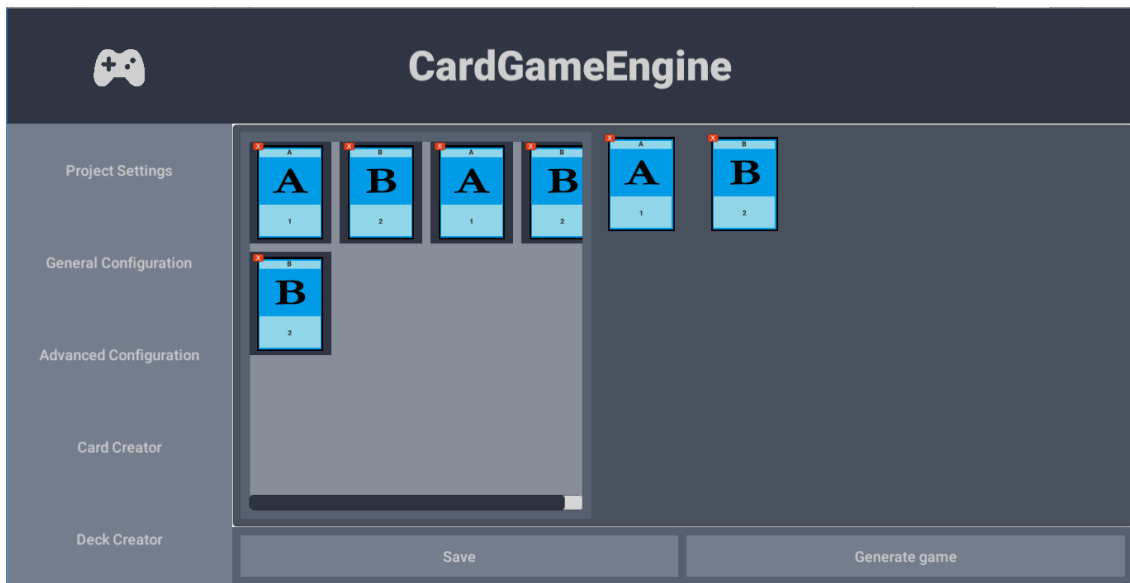 CardGameEngine
Project Settings
General Configuration
Advanced Configuration
Card Creator
Deck Creator
X X X X
A B A B
A B A B
1 2 1 2
X
B
B
2
X X
A B
A B
1 2
Save Generate game